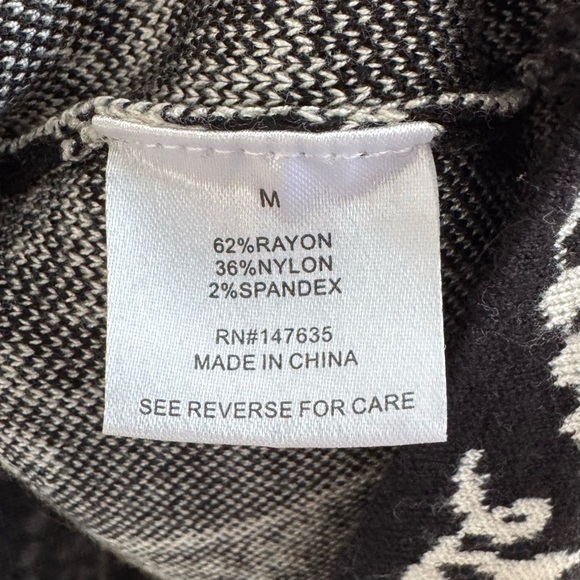 M
62%RAYON
36%NYLON
2%SPANDEX
RN#147635
MADE IN CHINA
SEE REVERSE FOR CARE